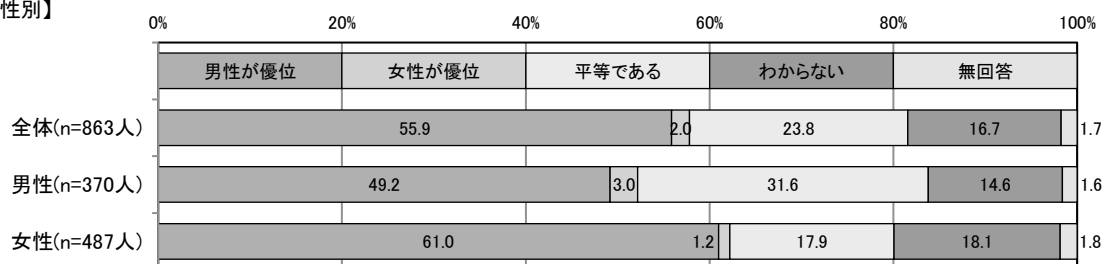 性別】
0% 20% 40% 60% 80% 100%
男性が優位 女性が優位 平等である わからない 無回答
全体(n=863人) 55.9 2.0 23.8 16.7 1.7
男性(n=370人) 49.2 3.0 31.6 14.6 1.6
女性(n=487人) 61.0 1.2 17.9 18.1 1.8